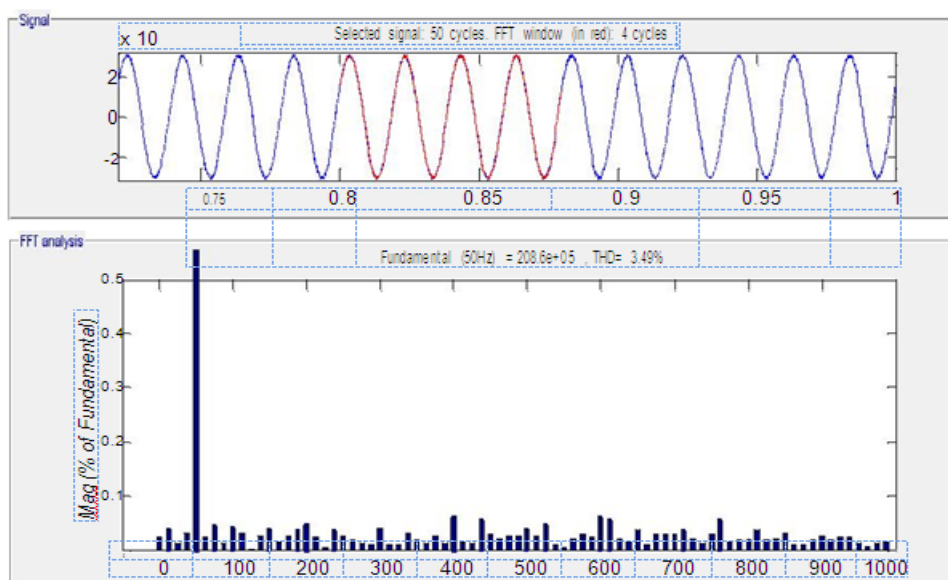 Signal
x 10
Selected signal: 50 cycles. FFT window (in red): 4 cycles
2
0
-2
0.75 0.8 0.85 0.9 0.95 1
FFT analysis
Fundamental (50Hz) = 208.6e+05 , THD= 3.49%
0.5
0.4
0.3
0.2
0.1
Mag (% of Fundamental)
0 100 200 300 400 500 600 700 800 900 1000